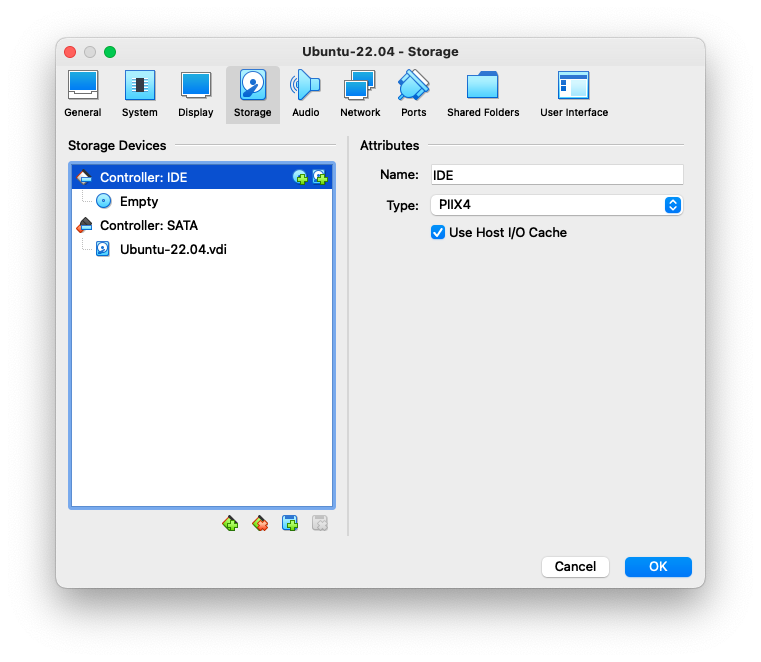 Ubuntu-22.04 - Storage
General System Display Storage Audio Network Ports Shared Folders User Interface
Storage Devices
Controller: IDE
Empty
Controller: SATA
Ubuntu-22.04.vdi
Attributes
Name: IDE
Type: PIIX4
Use Host I/O Cache
Cancel OK